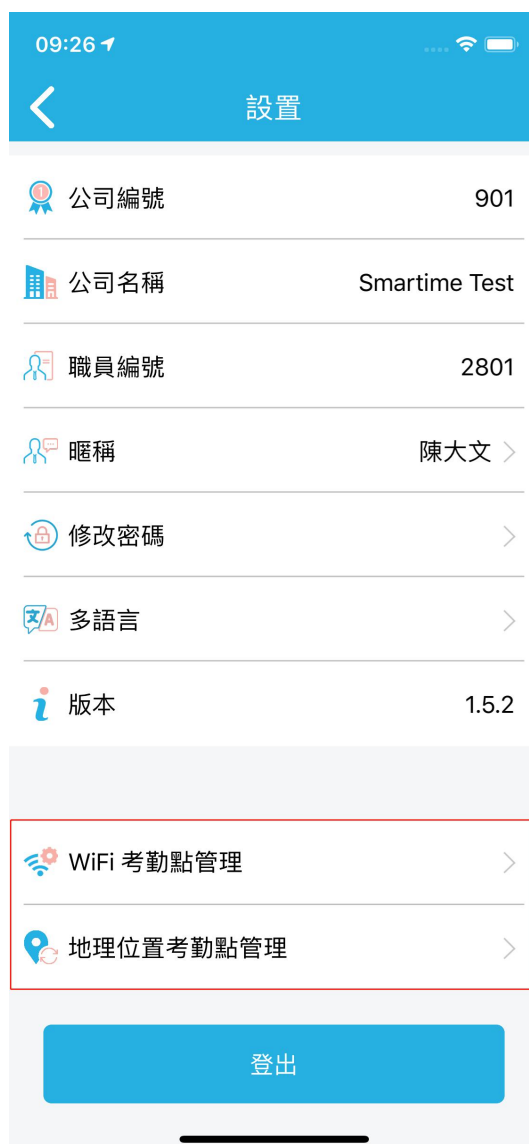 09:26
設置
公司編號 901
公司名稱 Smartime Test
職員編號 2801
暱稱 陳大文
修改密碼
多語言
版本 1.5.2
WiFi 考勤點管理
地理位置考勤點管理
登出